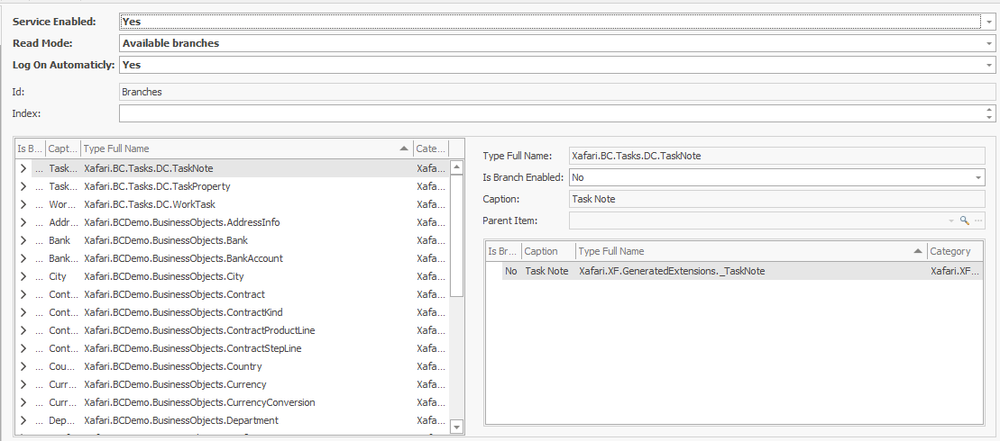 Service Enabled: Yes
Read Mode: Available branches
Log On Automaticly: Yes
Id: Branches
Index:
Is B... Capt... Type Full Name Cate...
... Task... Xafari.BC.Tasks.DC.TaskNote Xafa...
... Task... Xafari.BC.Tasks.DC.TaskProperty Xafa...
... Wor... Xafari.BC.Tasks.DC.WorkTask Xafa...
... Addr... Xafari.BCDemo.BusinessObjects.AddressInfo Xafa...
... Bank Xafari.BCDemo.BusinessObjects.Bank Xafa...
... Bank... Xafari.BCDemo.BusinessObjects.BankAccount Xafa...
... City Xafari.BCDemo.BusinessObjects.City Xafa...
... Cont... Xafari.BCDemo.BusinessObjects.Contract Xafa...
... Cont... Xafari.BCDemo.BusinessObjects.ContractKind Xafa...
... Cont... Xafari.BCDemo.BusinessObjects.ContractProductLine Xafa...
... Cont... Xafari.BCDemo.BusinessObjects.ContractStepLine Xafa...
... Cou... Xafari.BCDemo.BusinessObjects.Country Xafa...
... Curr... Xafari.BCDemo.BusinessObjects.Currency Xafa...
... Curr... Xafari.BCDemo.BusinessObjects.CurrencyConversion Xafa...
... Dep... Xafari.BCDemo.BusinessObjects.Department Xafa...
Type Full Name: Xafari.BC.Tasks.DC.TaskNote
Is Branch Enabled: No
Caption: Task Note
Parent Item: ...
Is Br... Caption Type Full Name Category
No Task Note Xafari.XF.GeneratedExtensions._TaskNote Xafari.XF...